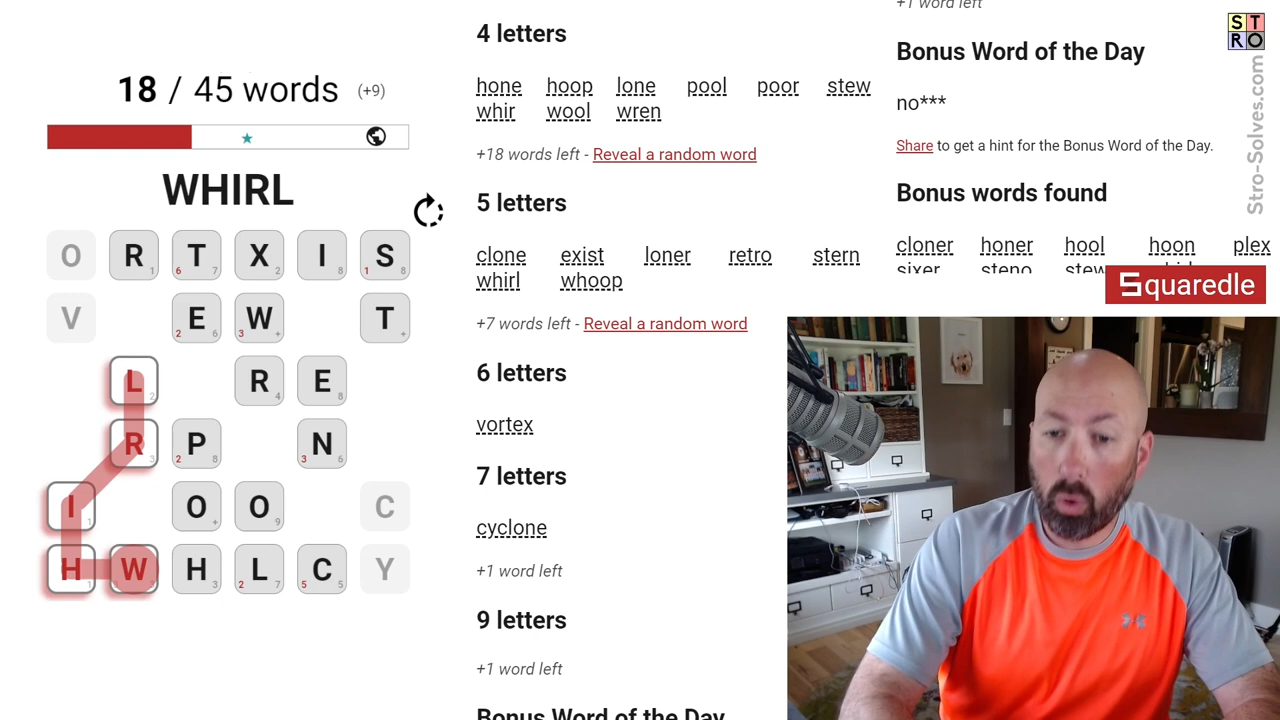 18 / 45 words (+9)
WHIRL
O R T X I S
V E W T
L R E
R P N
I O O C
H W H L C Y
4 letters
hone hoop lone pool poor stew
whir wool wren
+18 words left - Reveal a random word
5 letters
clone exist loner retro stern
whirl whoop
+7 words left - Reveal a random word
6 letters
vortex
7 letters
cyclone
+1 word left
9 letters
+1 word left
Bonus Word of the Day
+1 word left
Bonus Word of the Day
no***
Share to get a hint for the Bonus Word of the Day.
Bonus words found
cloner honer hool hoon plex
sixer steno
Squaredle
ST
RO
Stro-Solves.com